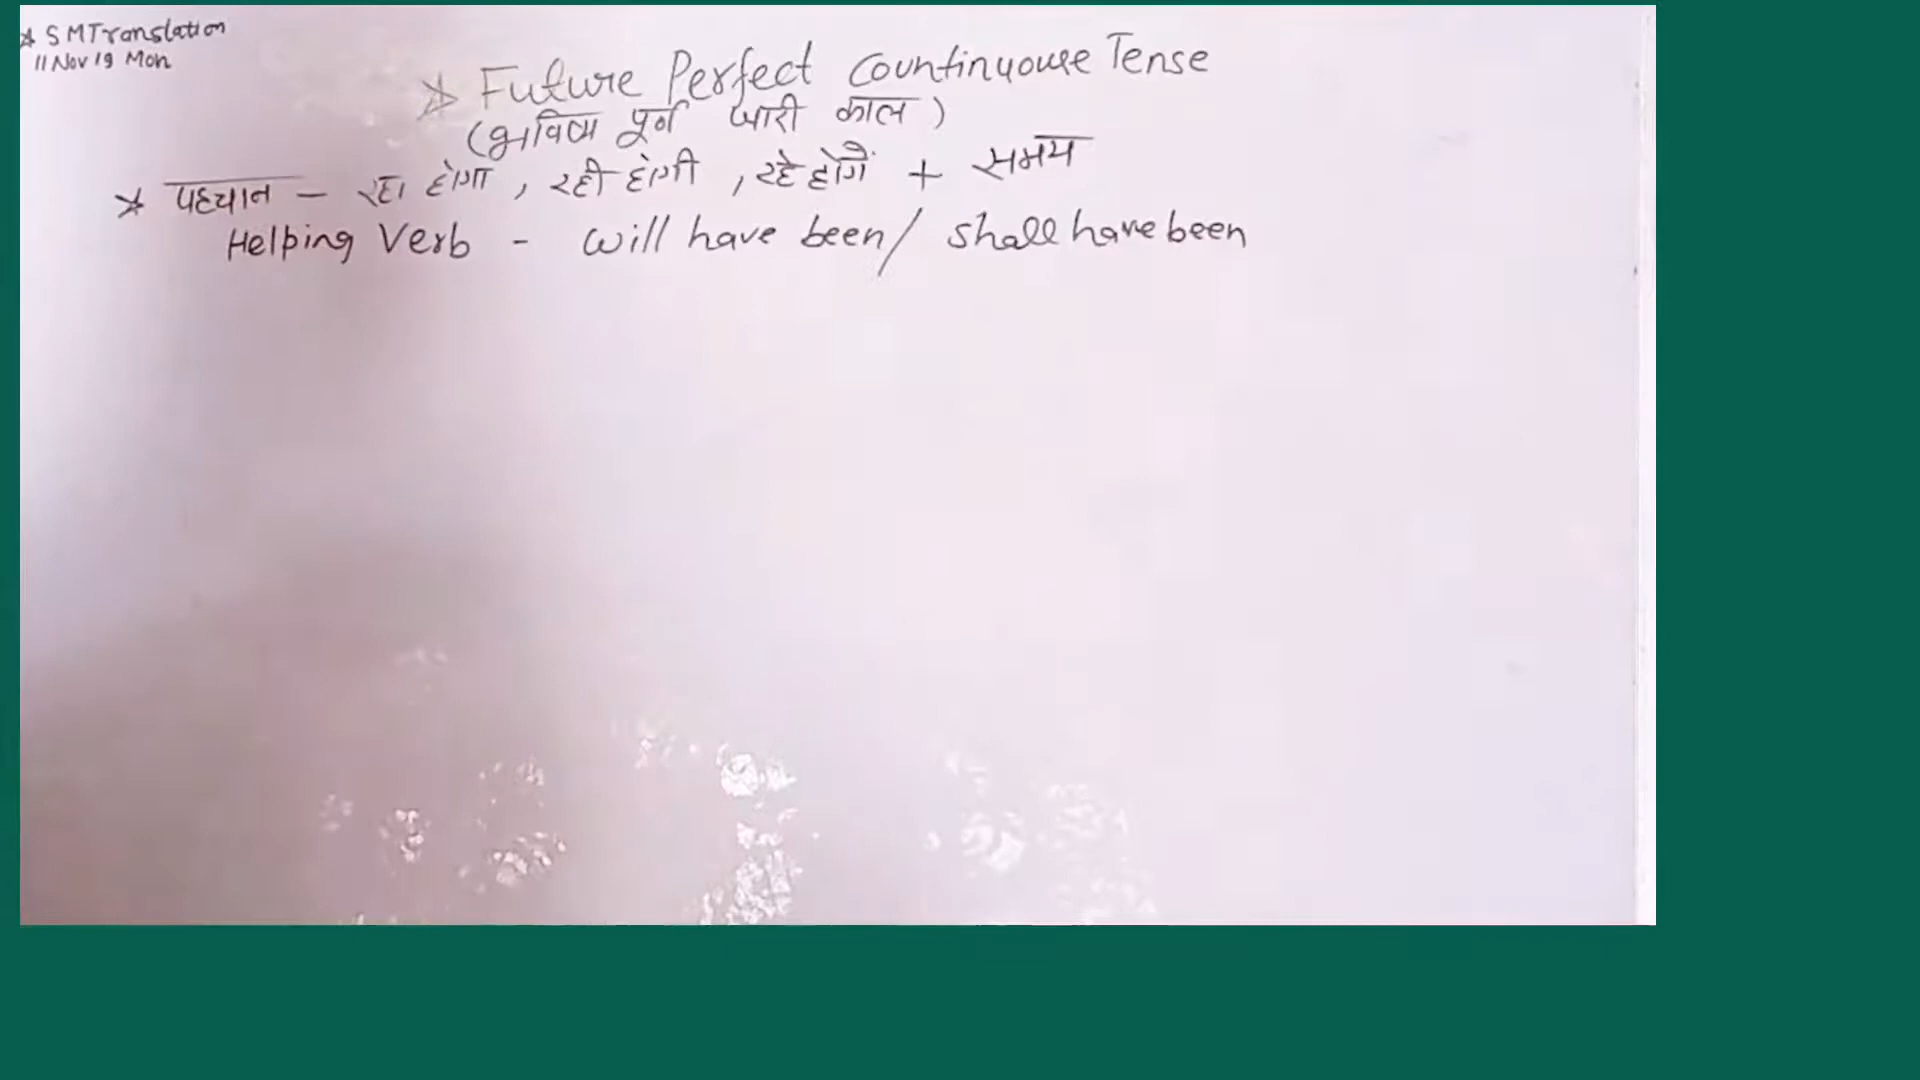 ☆ SMTranslation
11 Nov 19 Mon
☆ Future Perfect Countinyouse Tense
(भविष्य पूर्ण जारी काल)
☆ पहचान – रहा होगा, रही होगी, रहे होगें + समय
Helping Verb - will have been/ shall have been